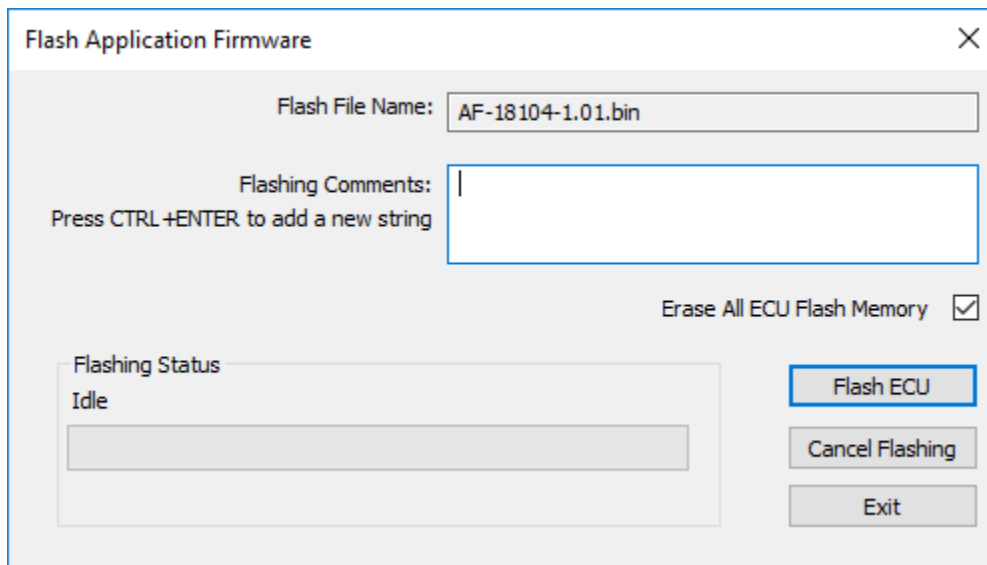 Flash Application Firmware
Flash File Name: AF-18104-1.01.bin
Flashing Comments:
Press CTRL+ENTER to add a new string
Erase All ECU Flash Memory
Flashing Status
Idle
Flash ECU
Cancel Flashing
Exit